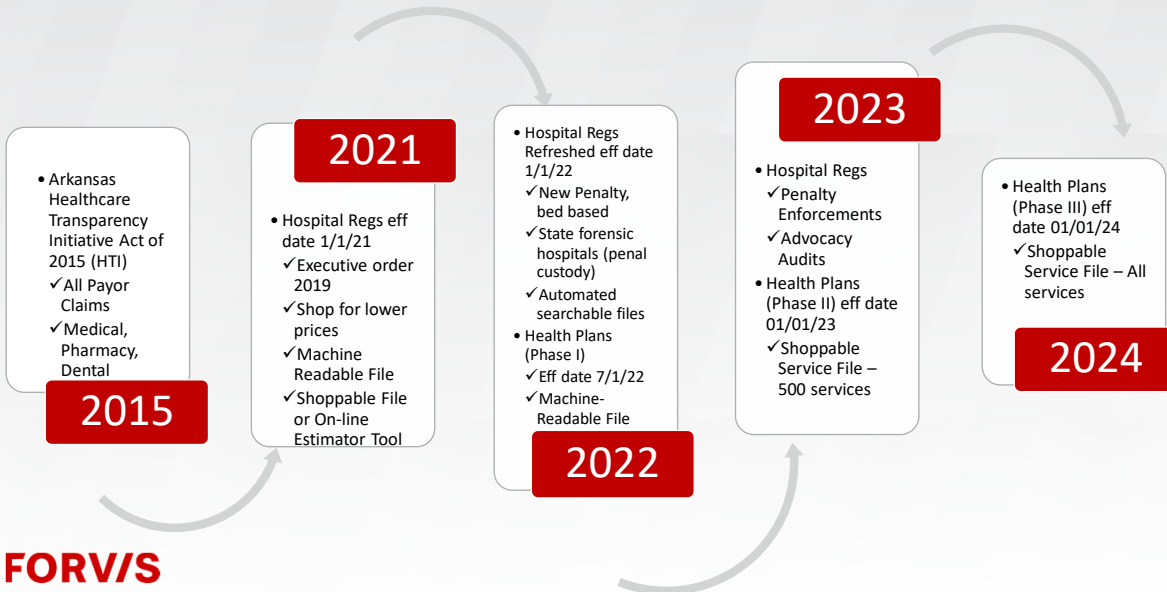 • Arkansas
Healthcare
Transparency
Initiative Act of
2015 (HTI)
✓All Payor
Claims
✓Medical,
Pharmacy,
Dental
2015
2021
• Hospital Regs eff
date 1/1/21
✓Executive order
2019
✓Shop for lower
prices
✓Machine
Readable File
✓Shoppable File
or On-line
Estimator Tool
• Hospital Regs
Refreshed eff date
1/1/22
✓New Penalty,
bed based
✓State forensic
hospitals (penal
custody)
✓Automated
searchable files
• Health Plans
(Phase I)
✓Eff date 7/1/22
✓Machine-
Readable File
2022
2023
• Hospital Regs
✓Penalty
Enforcements
✓Advocacy
Audits
• Health Plans
(Phase II) eff date
01/01/23
✓Shoppable
Service File –
500 services
• Health Plans
(Phase III) eff
date 01/01/24
✓Shoppable
Service File – All
services
2024
FORV/S